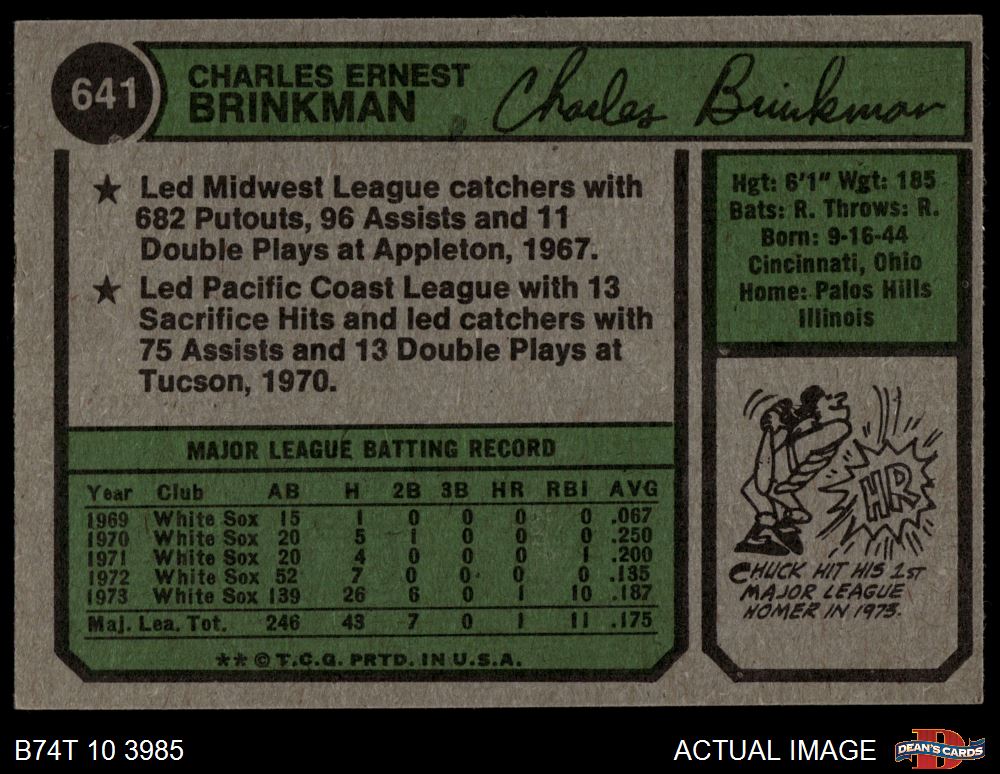 641
CHARLES ERNEST
BRINKMAN
Charles Brinkman
★ Led Midwest League catchers with
682 Putouts, 96 Assists and 11
Double Plays at Appleton, 1967.
★ Led Pacific Coast League with 13
Sacrifice Hits and led catchers with
75 Assists and 13 Double Plays at
Tucson, 1970.
Hgt: 6'1" Wgt: 185
Bats: R. Throws: R.
Born: 9-16-44
Cincinnati, Ohio
Home: Palos Hills
Illinois
MAJOR LEAGUE BATTING RECORD
Year Club AB H 2B 3B HR RBI AVG
1969 White Sox 15 1 0 0 0 0 .067
1970 White Sox 20 5 1 0 0 0 .250
1971 White Sox 20 4 0 0 0 1 .200
1972 White Sox 52 7 0 0 0 0 .135
1973 White Sox 139 26 6 0 1 10 .187
Maj. Lea. Tot. 246 43 7 0 1 11 .175
** © T.C.G. PRTD. IN U.S.A.
HR
CHUCK HIT HIS 1ST
MAJOR LEAGUE
HOMER IN 1973.
B74T 10 3985
ACTUAL IMAGE
D
DEAN'S CARDS